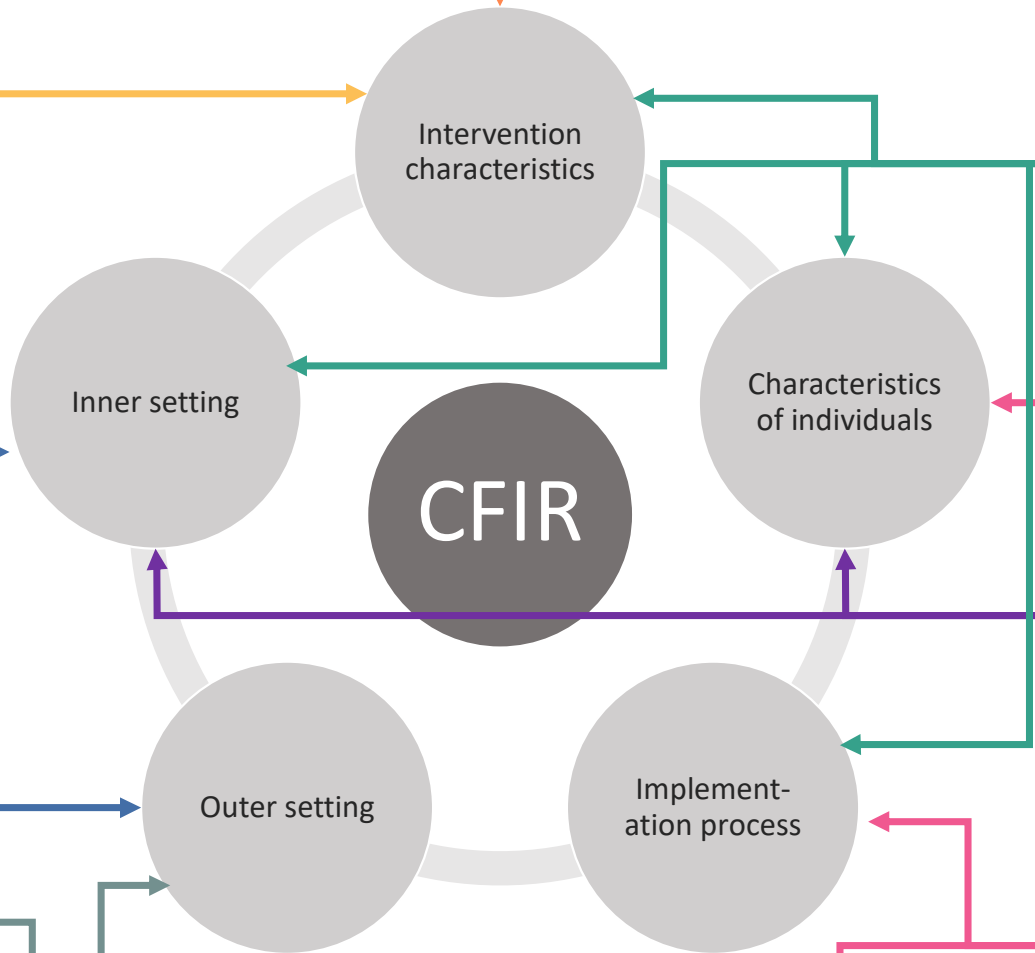 Intervention
characteristics
Inner setting
Characteristics
of individuals
CFIR
Outer setting
Implement-
ation process